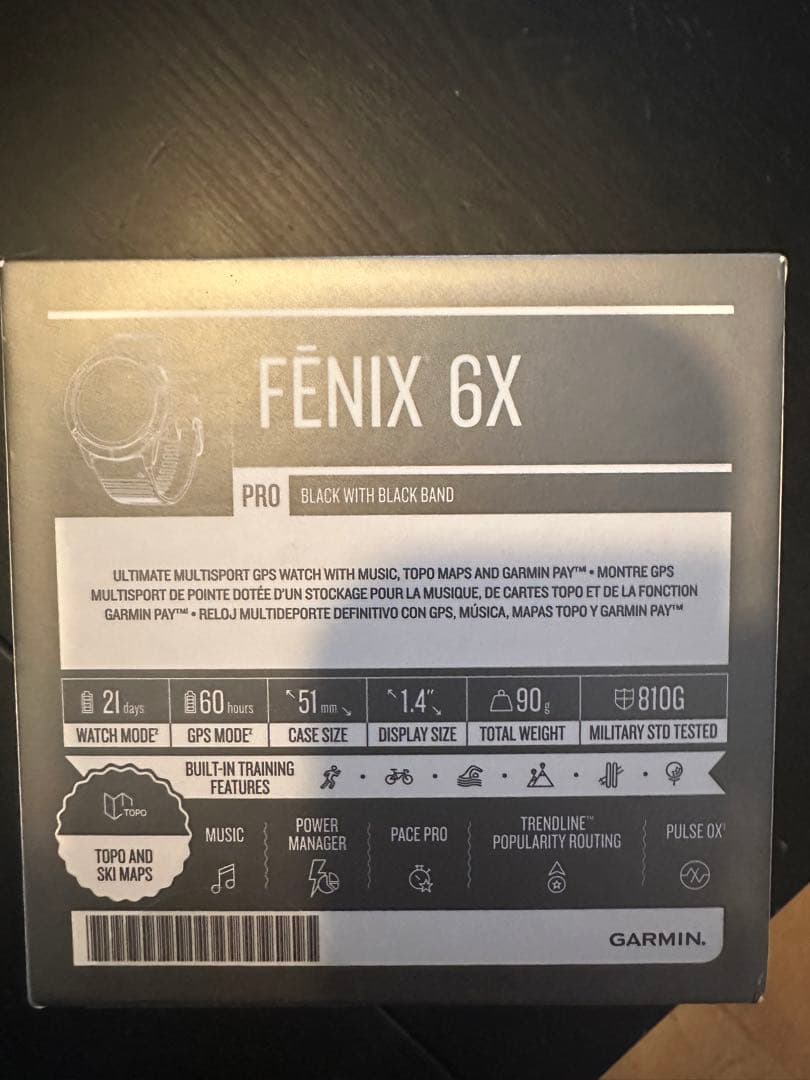 FĒNIX 6X
PRO
BLACK WITH BLACK BAND
ULTIMATE MULTISPORT GPS WATCH WITH MUSIC, TOPO MAPS AND GARMIN PAY™ • MONTRE GPS
MULTISPORT DE POINTE DOTÉE D'UN STOCKAGE POUR LA MUSIQUE, DE CARTES TOPO ET DE LA FONCTION
GARMIN PAY™ • RELOJ MULTIDEPORTE DEFINITIVO CON GPS, MÚSICA, MAPAS TOPO Y GARMIN PAY™
21 days
60 hours
51 mm
1.4″
90 g
810G
WATCH MODE²
GPS MODE²
CASE SIZE
DISPLAY SIZE
TOTAL WEIGHT
MILITARY STD TESTED
BUILT-IN TRAINING
FEATURES
TOPO
TOPO AND
SKI MAPS
MUSIC
POWER
MANAGER
PACE PRO
TRENDLINE™
POPULARITY ROUTING
PULSE OX¹
GARMIN.